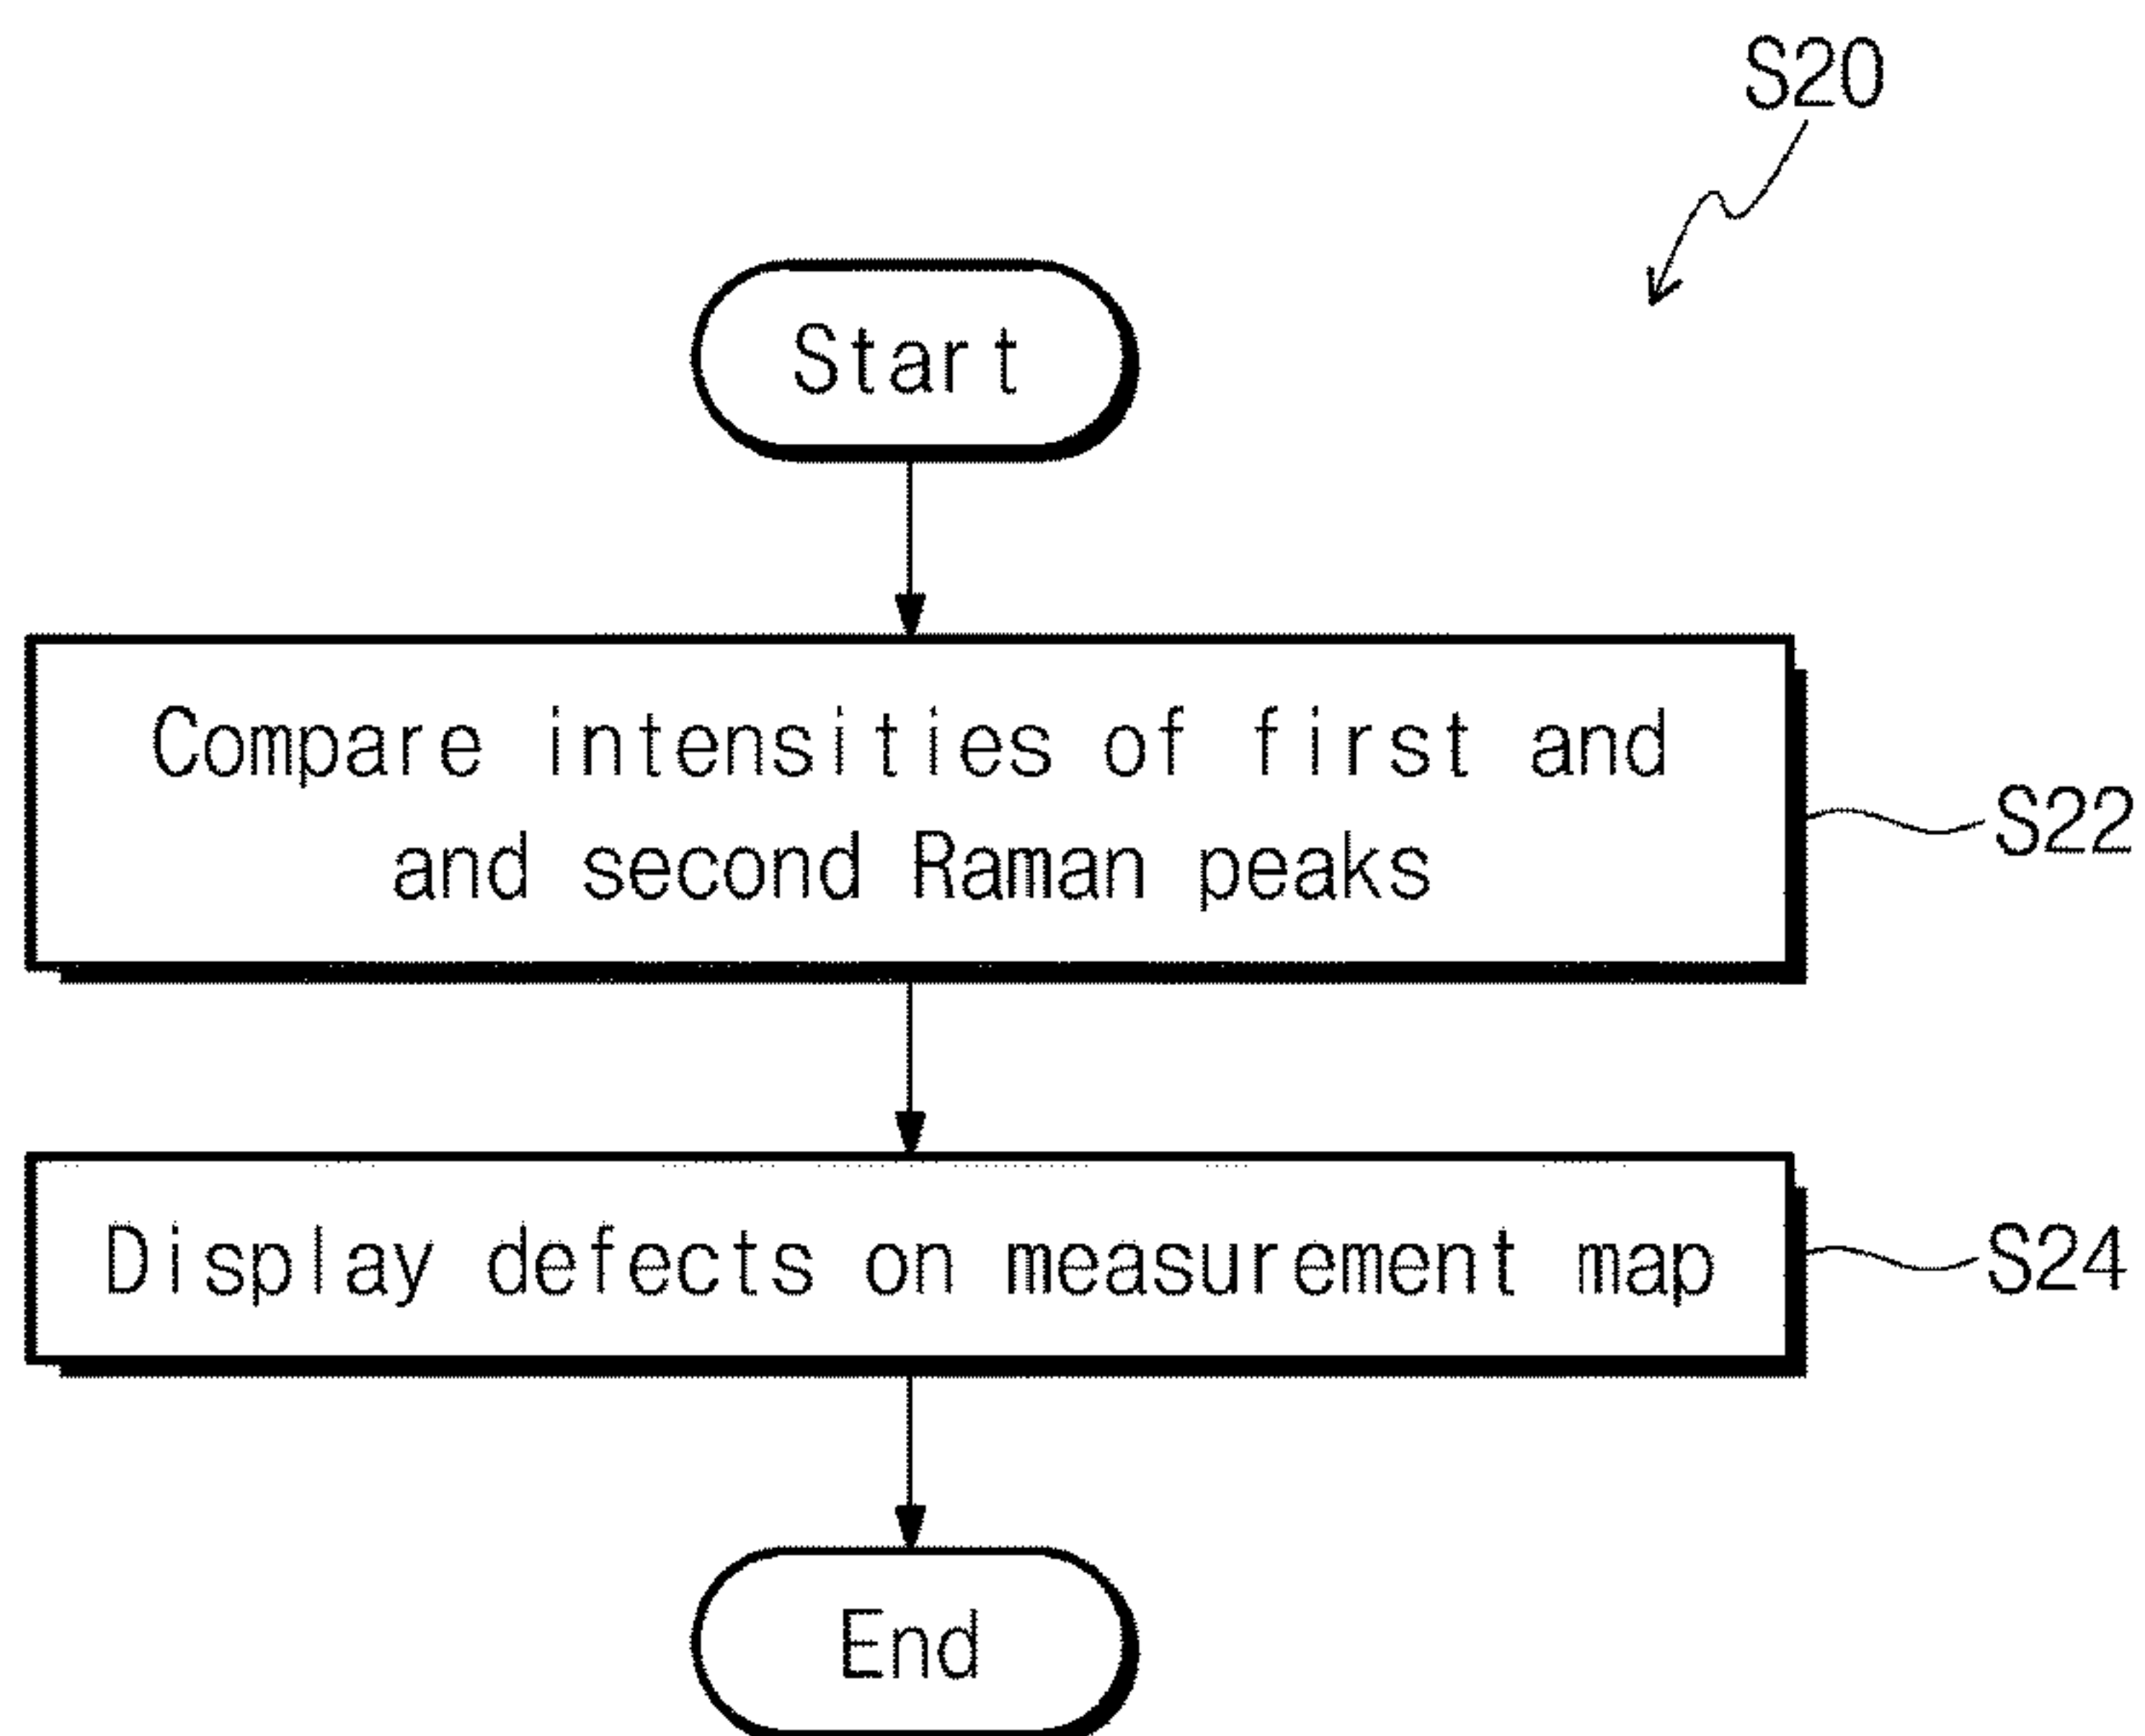 S20
Start
Compare intensities of first and
and second Raman peaks
S22
Display defects on measurement map
S24
End